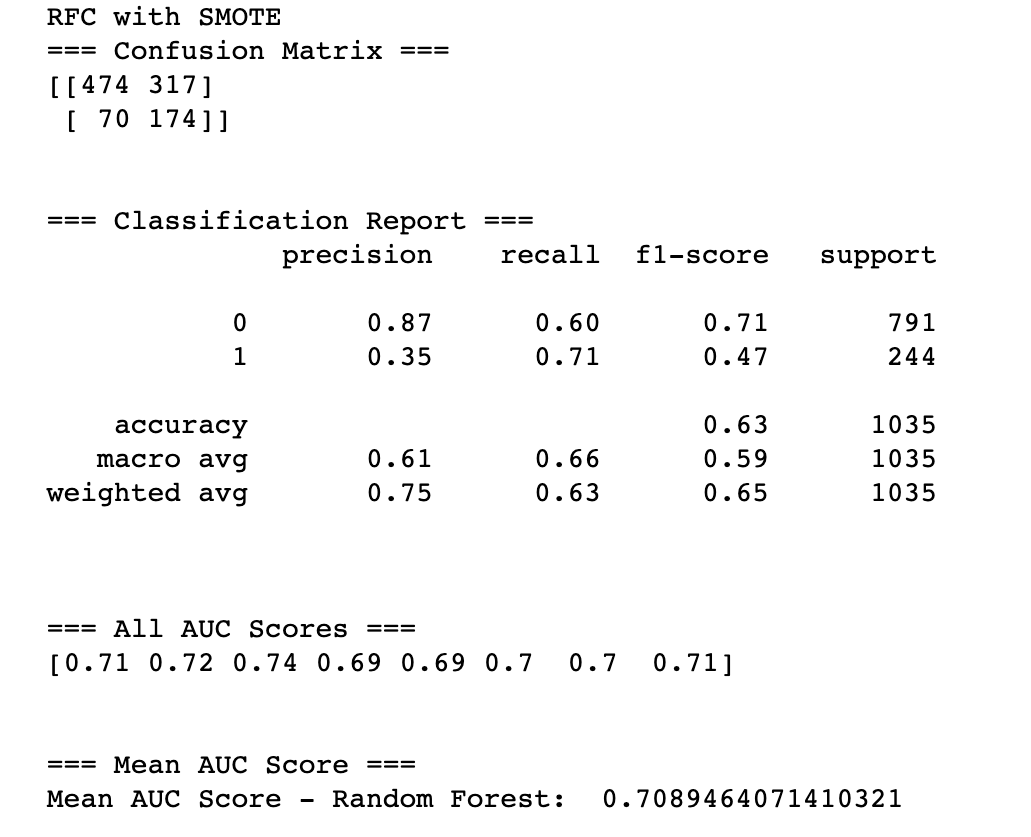 RFC with SMOTE
=== Confusion Matrix ===
[[474 317]
 [ 70 174]]
=== Classification Report ===
precision recall f1-score support
0 0.87 0.60 0.71 791
1 0.35 0.71 0.47 244
accuracy 0.63 1035
macro avg 0.61 0.66 0.59 1035
weighted avg 0.75 0.63 0.65 1035
=== All AUC Scores ===
[0.71 0.72 0.74 0.69 0.69 0.7  0.7  0.71]
=== Mean AUC Score ===
Mean AUC Score - Random Forest:  0.7089464071410321